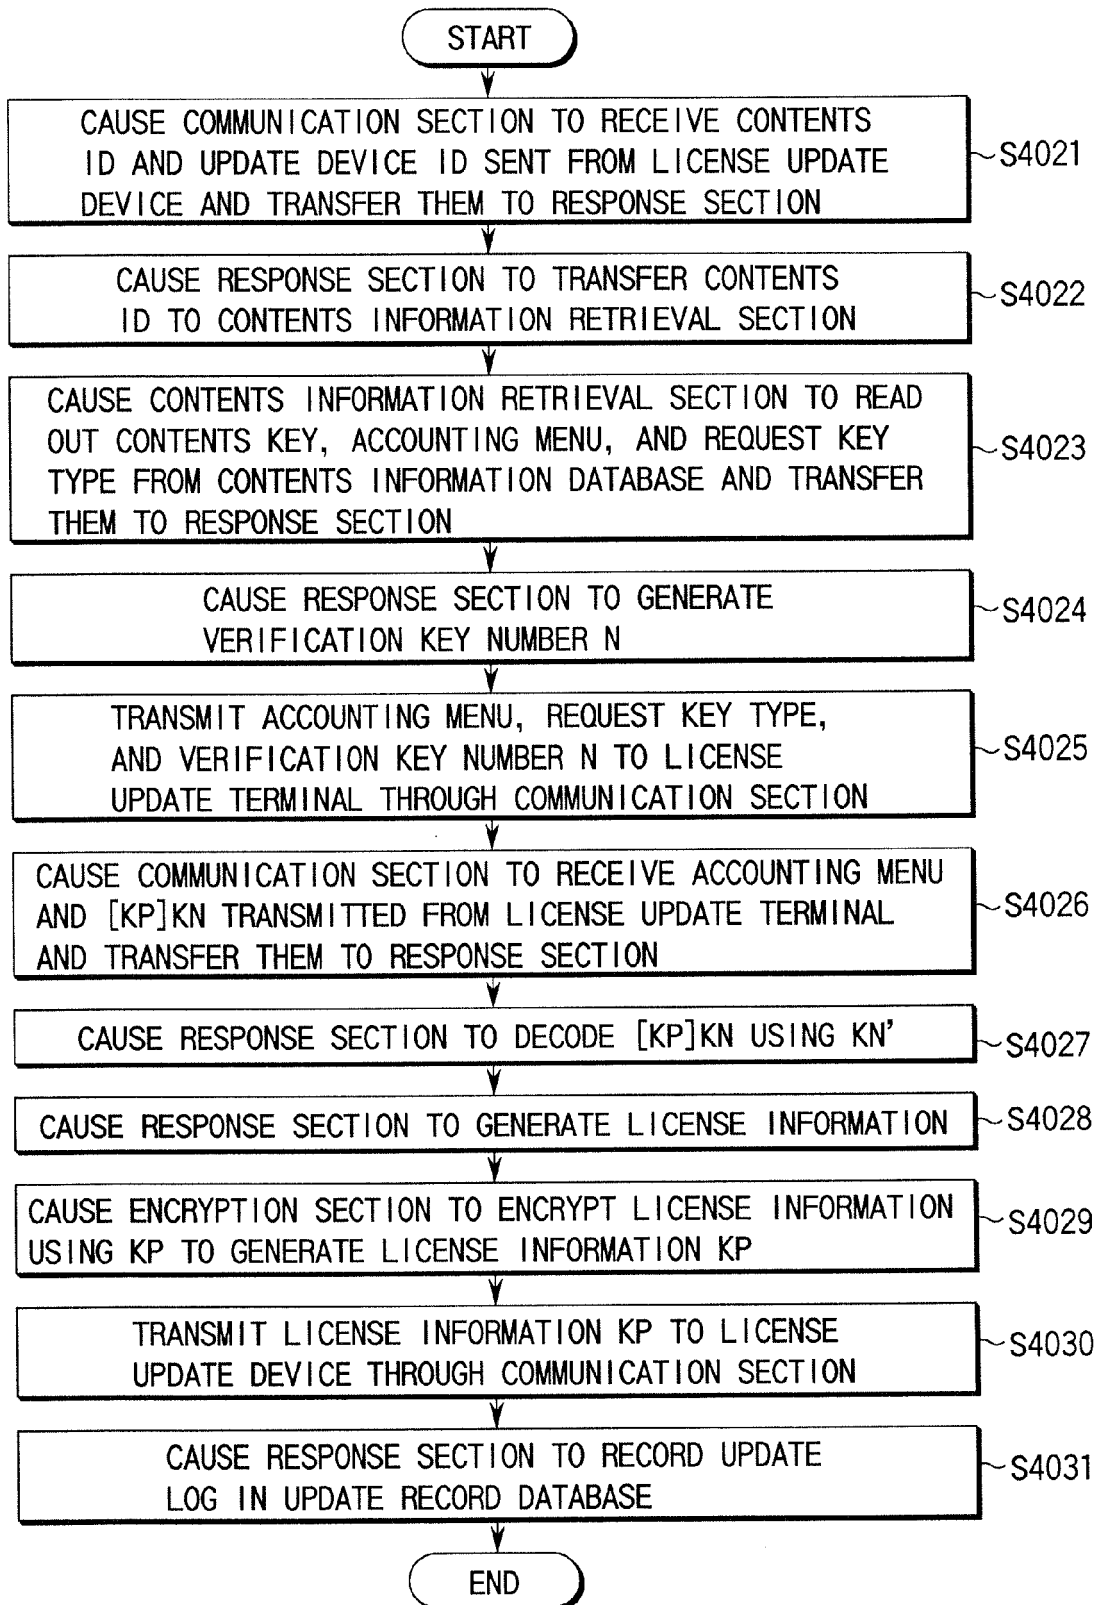 START
CAUSE COMMUNICATION SECTION TO RECEIVE CONTENTS
ID AND UPDATE DEVICE ID SENT FROM LICENSE UPDATE
DEVICE AND TRANSFER THEM TO RESPONSE SECTION
S4021
CAUSE RESPONSE SECTION TO TRANSFER CONTENTS
ID TO CONTENTS INFORMATION RETRIEVAL SECTION
S4022
CAUSE CONTENTS INFORMATION RETRIEVAL SECTION TO READ
OUT CONTENTS KEY, ACCOUNTING MENU, AND REQUEST KEY
TYPE FROM CONTENTS INFORMATION DATABASE AND TRANSFER
THEM TO RESPONSE SECTION
S4023
CAUSE RESPONSE SECTION TO GENERATE
VERIFICATION KEY NUMBER N
S4024
TRANSMIT ACCOUNTING MENU, REQUEST KEY TYPE,
AND VERIFICATION KEY NUMBER N TO LICENSE
UPDATE TERMINAL THROUGH COMMUNICATION SECTION
S4025
CAUSE COMMUNICATION SECTION TO RECEIVE ACCOUNTING MENU
AND [KP]KN TRANSMITTED FROM LICENSE UPDATE TERMINAL
AND TRANSFER THEM TO RESPONSE SECTION
S4026
CAUSE RESPONSE SECTION TO DECODE [KP]KN USING KN'
S4027
CAUSE RESPONSE SECTION TO GENERATE LICENSE INFORMATION
S4028
CAUSE ENCRYPTION SECTION TO ENCRYPT LICENSE INFORMATION
USING KP TO GENERATE LICENSE INFORMATION KP
S4029
TRANSMIT LICENSE INFORMATION KP TO LICENSE
UPDATE DEVICE THROUGH COMMUNICATION SECTION
S4030
CAUSE RESPONSE SECTION TO RECORD UPDATE
LOG IN UPDATE RECORD DATABASE
S4031
END